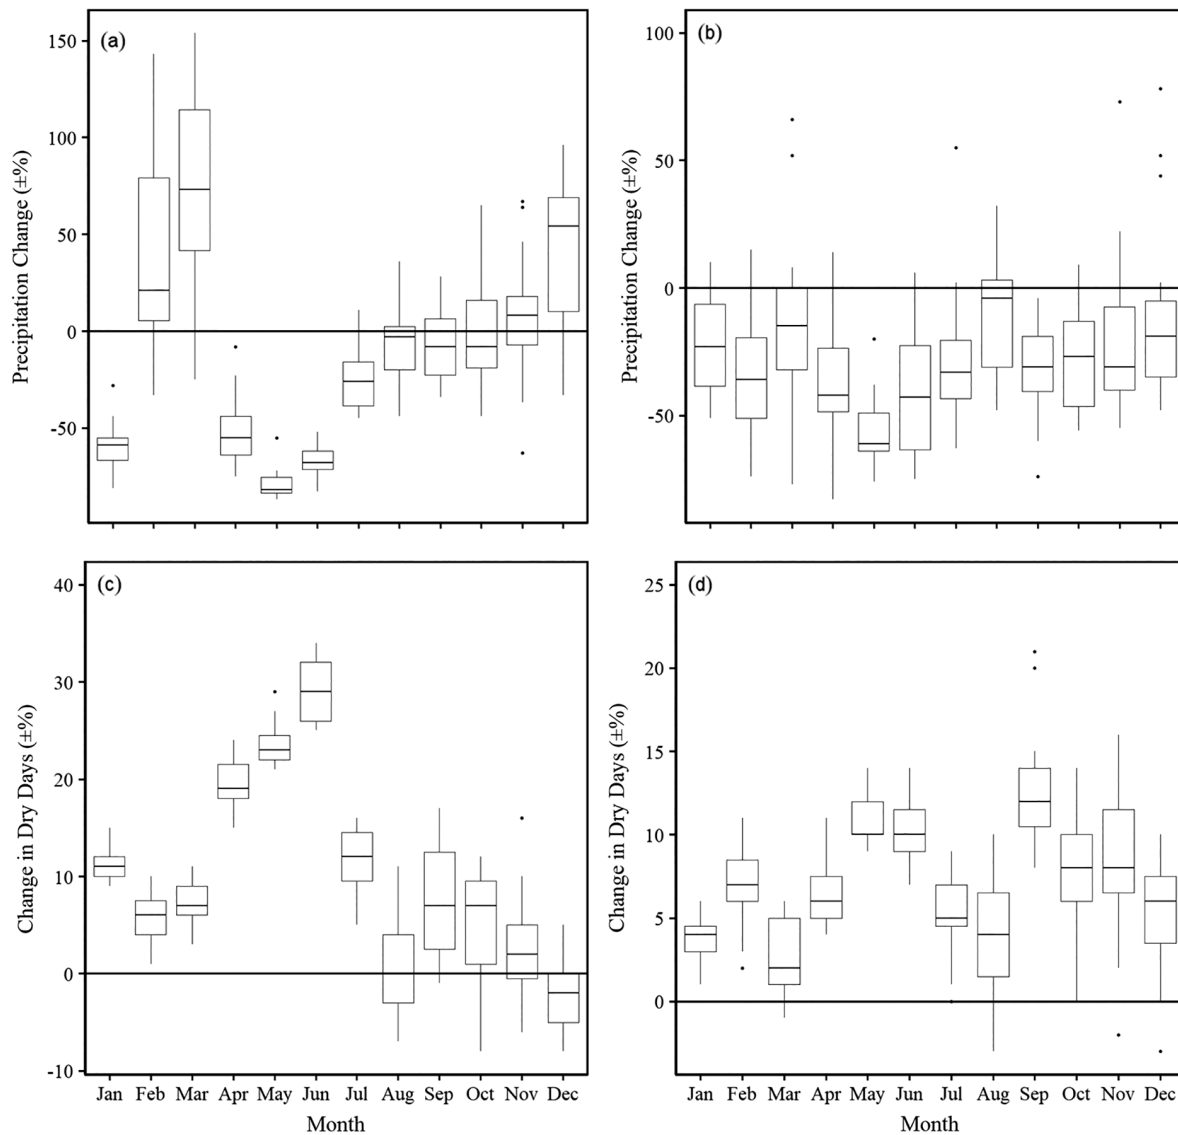 (a)
Precipitation Change (±%)
150
100
50
0
-50
(b)
Precipitation Change (±%)
100
50
0
-50
(c)
Change in Dry Days (±%)
40
30
20
10
0
-10
Jan Feb Mar Apr May Jun Jul Aug Sep Oct Nov Dec
Month
(d)
Change in Dry Days (±%)
25
20
15
10
5
0
Jan Feb Mar Apr May Jun Jul Aug Sep Oct Nov Dec
Month